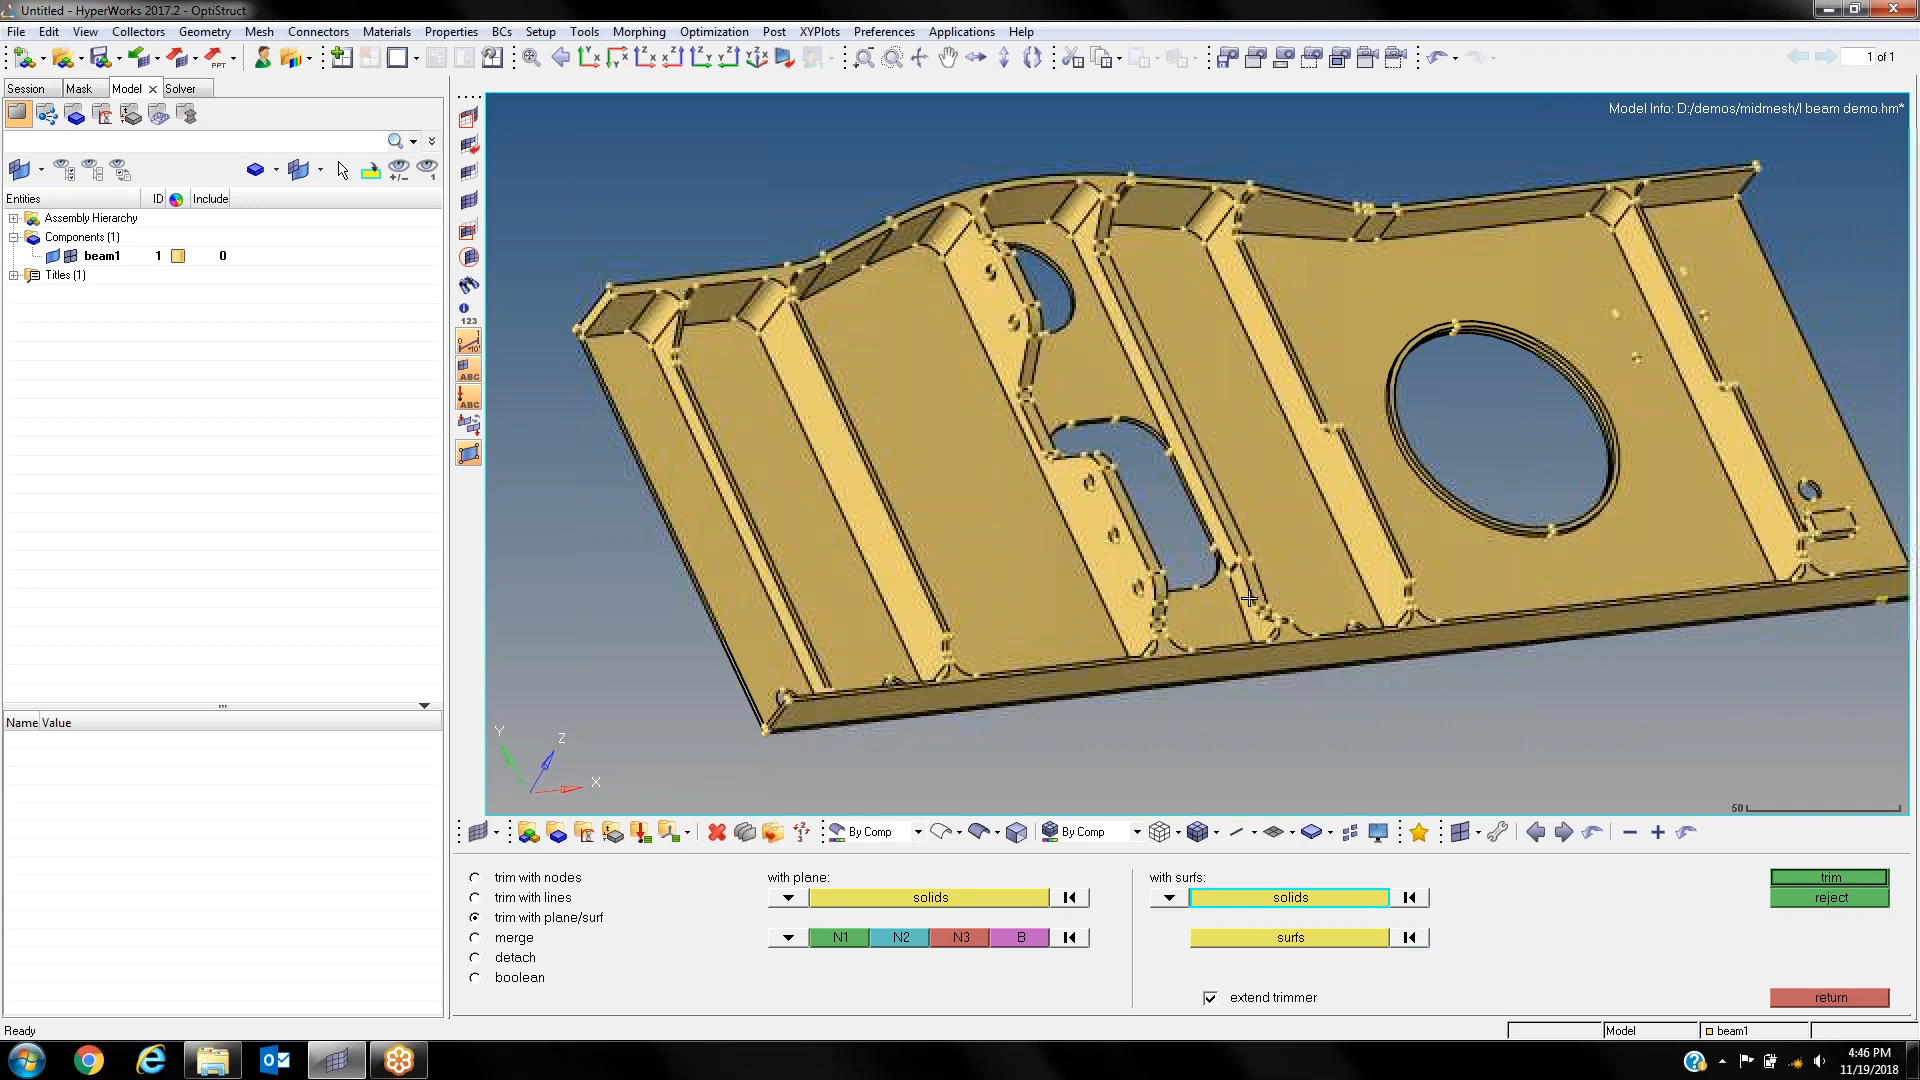 Untitled - HyperWorks 2017.2 - OptiStruct
File Edit View Collectors Geometry Mesh Connectors Materials Properties BCs Setup Tools Morphing Optimization Post XYPlots Preferences Applications Help
1 of 1
Session Mask Model Solver
Model Info: D:/demos/midmesh/I beam demo.hm*
Entities ID Include
Assembly Hierarchy
Components (1)
beam1 1 0
Titles (1)
123
ABC
ABC
Name Value
Y Z X
50
By Comp By Comp
trim with nodes
trim with lines
trim with plane/surf
merge
detach
boolean
with plane:
solids
N1 N2 N3 B
with surfs:
solids
surfs
extend trimmer
trim
reject
return
Ready
Model beam1
4:46 PM
11/19/2018